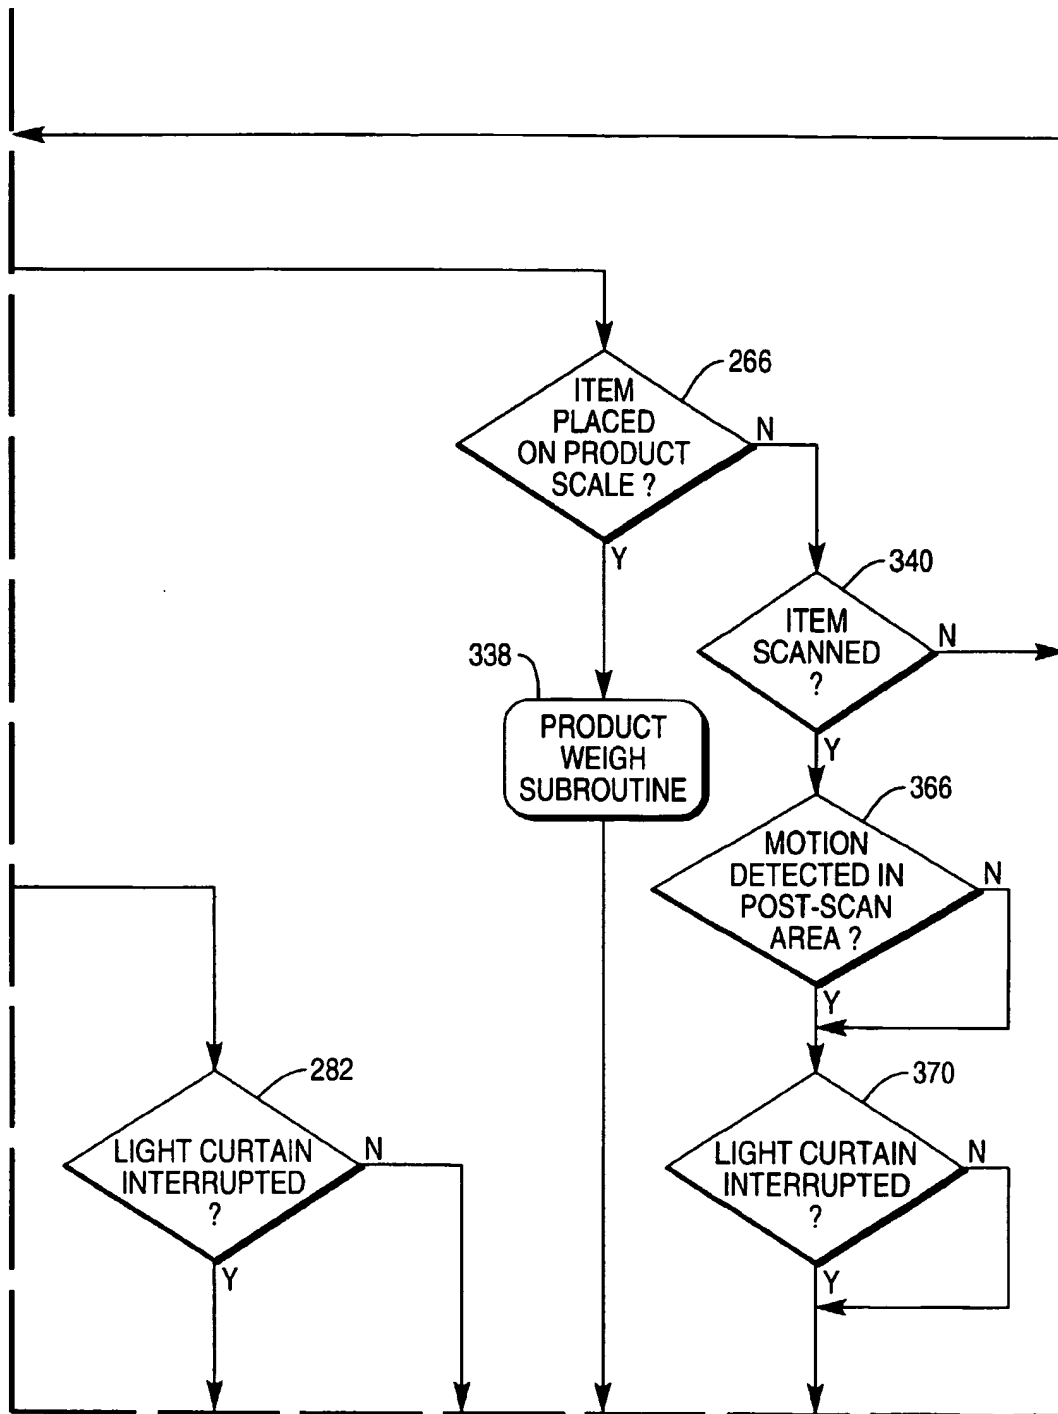 266
ITEM
PLACED
ON PRODUCT
SCALE ?
N
Y
340
ITEM
SCANNED
?
N
Y
338
PRODUCT
WEIGH
SUBROUTINE
366
MOTION
DETECTED IN
POST-SCAN
AREA ?
N
Y
282
LIGHT CURTAIN
INTERRUPTED
?
N
Y
370
LIGHT CURTAIN
INTERRUPTED
?
N
Y